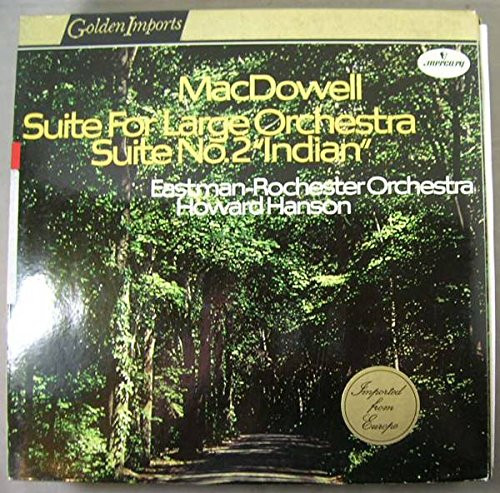 Golden Imports
mercury
MacDowell
Suite For Large Orchestra
Suite No.2 "Indian"
Eastman-Rochester Orchestra
Howard Hanson
Imported
from
Europe